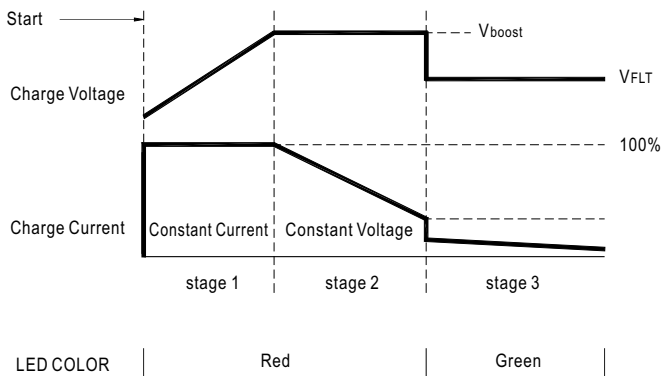 Start
Vboost
VFLT
Charge Voltage
100%
Charge Current
Constant Current
Constant Voltage
stage 1
stage 2
stage 3
LED COLOR
Red
Green